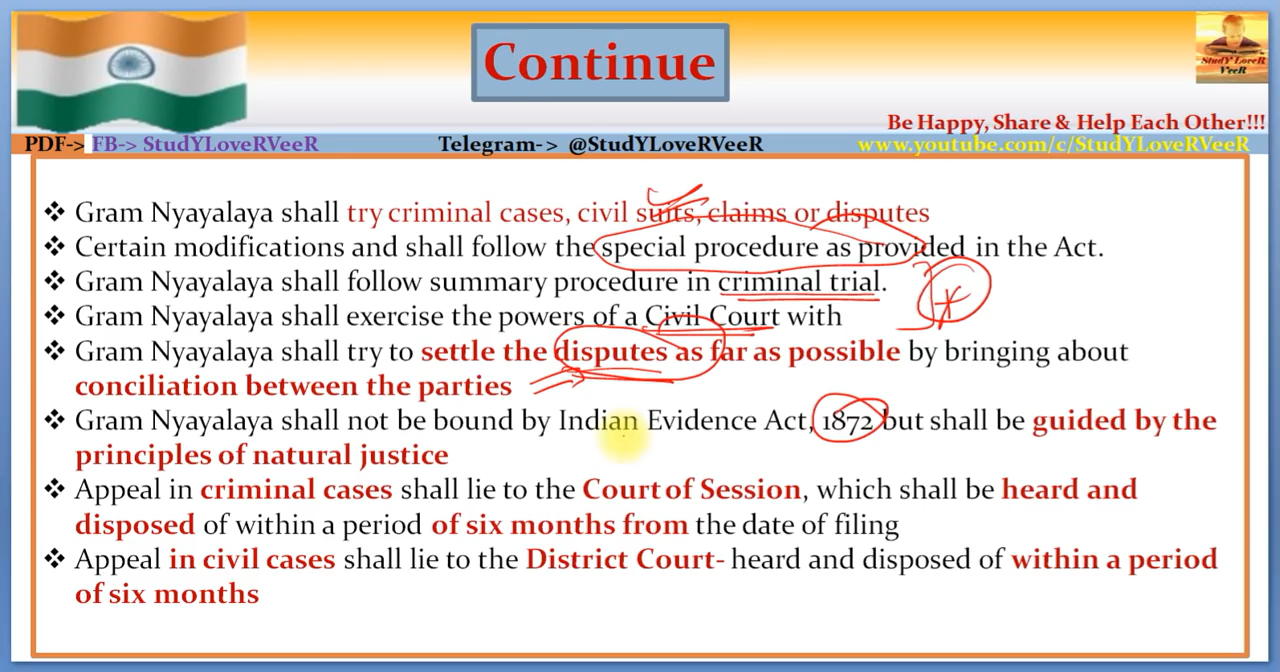 Continue
StudY LoveR
VeeR
Be Happy, Share & Help Each Other!!!
PDF-> FB-> StudYLoveRVeeR Telegram-> @StudYLoveRVeeR www.youtube.com/c/StudYLoveRVeeR
❖ Gram Nyayalaya shall try criminal cases, civil suits, claims or disputes
❖ Certain modifications and shall follow the special procedure as provided in the Act.
❖ Gram Nyayalaya shall follow summary procedure in criminal trial.
❖ Gram Nyayalaya shall exercise the powers of a Civil Court with
❖ Gram Nyayalaya shall try to settle the disputes as far as possible by bringing about
conciliation between the parties
❖ Gram Nyayalaya shall not be bound by Indian Evidence Act, 1872 but shall be guided by the
principles of natural justice
❖ Appeal in criminal cases shall lie to the Court of Session, which shall be heard and
disposed of within a period of six months from the date of filing
❖ Appeal in civil cases shall lie to the District Court- heard and disposed of within a period
of six months